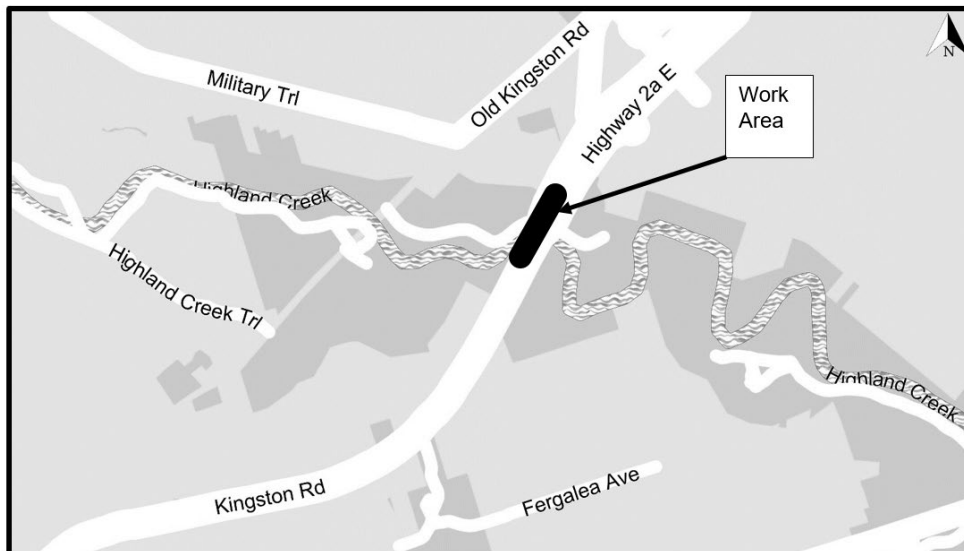 N
Old Kingston Rd
Military Trl
Highway 2a E
Work
Area
Highland Creek
Highland Creek Trl
Highland Creek
Kingston Rd
Fergalea Ave